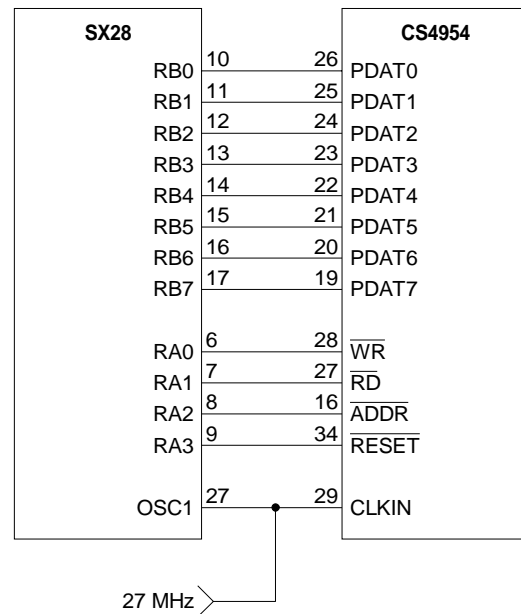 SX28 CS4954
RB0 10 26 PDAT0
RB1 11 25 PDAT1
RB2 12 24 PDAT2
RB3 13 23 PDAT3
RB4 14 22 PDAT4
RB5 15 21 PDAT5
RB6 16 20 PDAT6
RB7 17 19 PDAT7
RA0 6 28 WR
RA1 7 27 RD
RA2 8 16 ADDR
RA3 9 34 RESET
OSC1 27 29 CLKIN
27 MHz